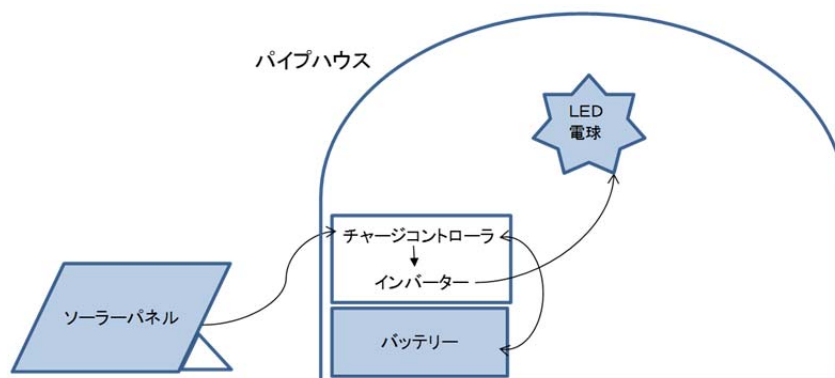 パイプハウス
LED
電球
チャージコントローラ
インバーター
ソーラーパネル
バッテリー